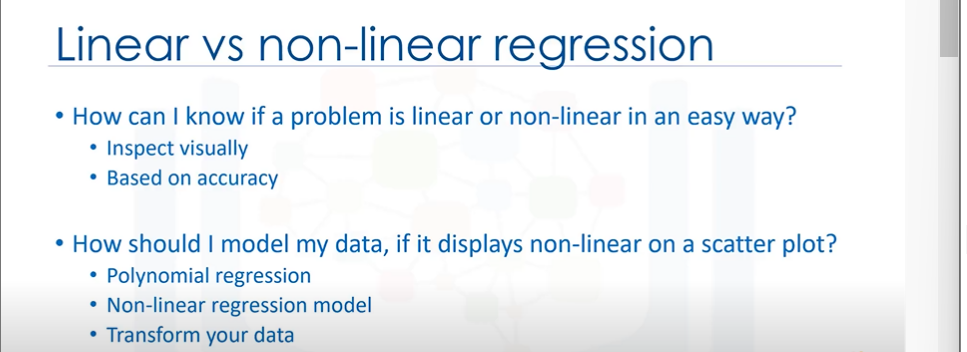 Linear vs non-linear regression
• How can I know if a problem is linear or non-linear in an easy way?
• Inspect visually
• Based on accuracy
• How should I model my data, if it displays non-linear on a scatter plot?
• Polynomial regression
• Non-linear regression model
• Transform your data